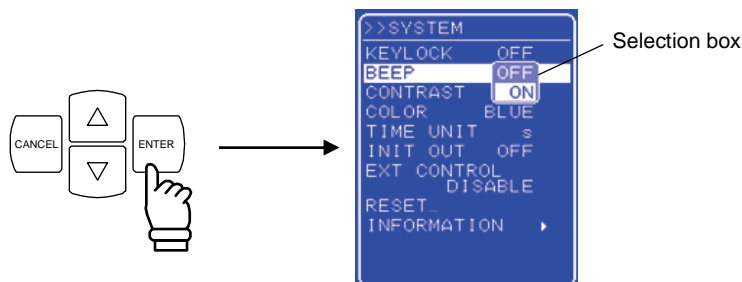 >>SYSTEM
KEYLOCK OFF
BEEP OFF
ON
CONTRAST
COLOR BLUE
TIME UNIT s
INIT OUT OFF
EXT CONTROL
DISABLE
RESET_
INFORMATION ▸
Selection box
CANCEL
△
ENTER
▽